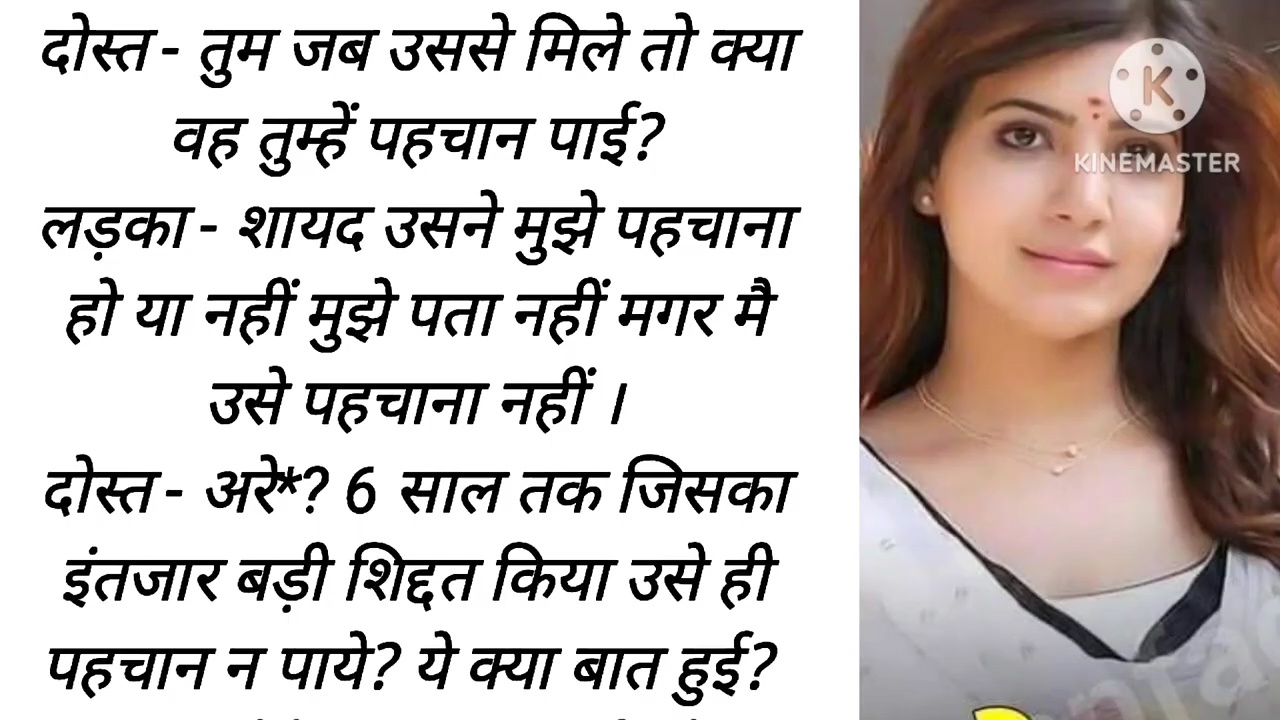 दोस्त - तुम जब उससे मिले तो क्या
वह तुम्हें पहचान पाई?
लड़का - शायद उसने मुझे पहचाना
हो या नहीं मुझे पता नहीं मगर मै
उसे पहचाना नहीं ।
दोस्त - अरे*? 6 साल तक जिसका
इंतजार बड़ी शिद्दत किया उसे ही
पहचान न पाये? ये क्या बात हुई?
K
KINEMASTER